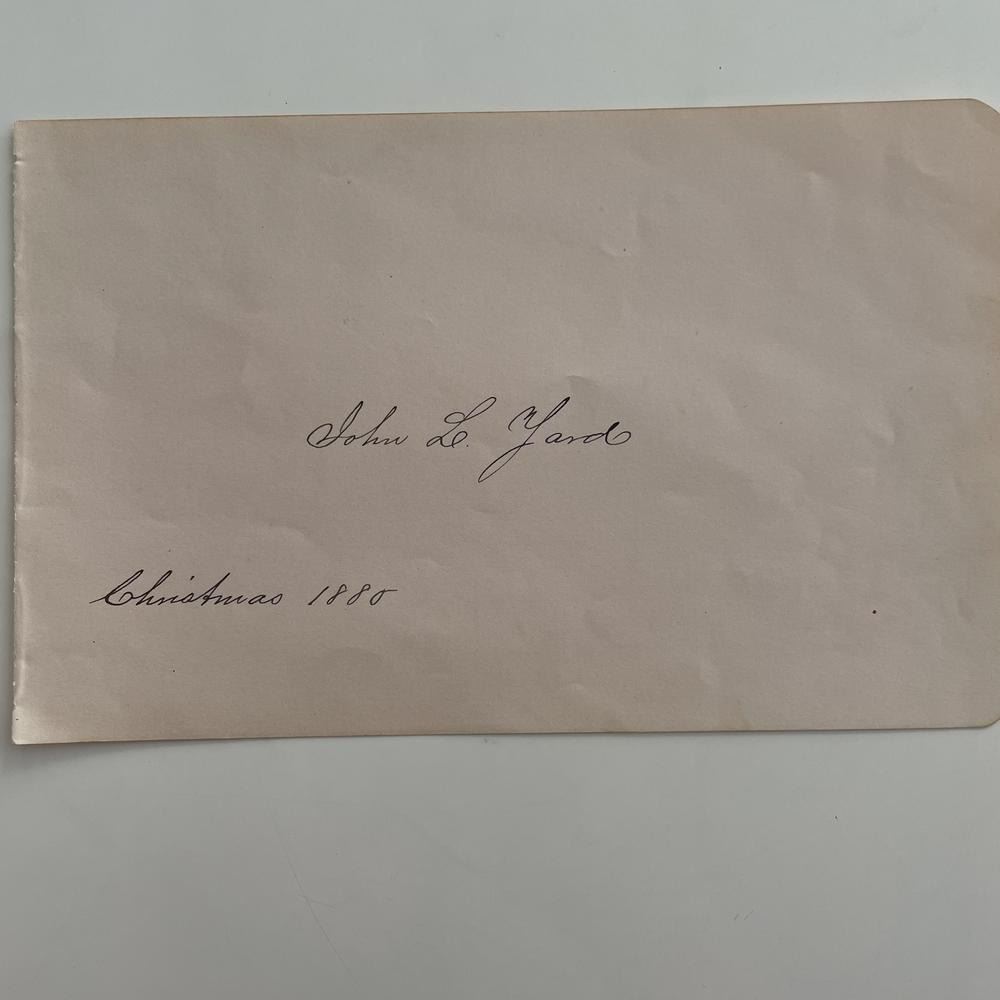 John L. Yard
Christmas 1880